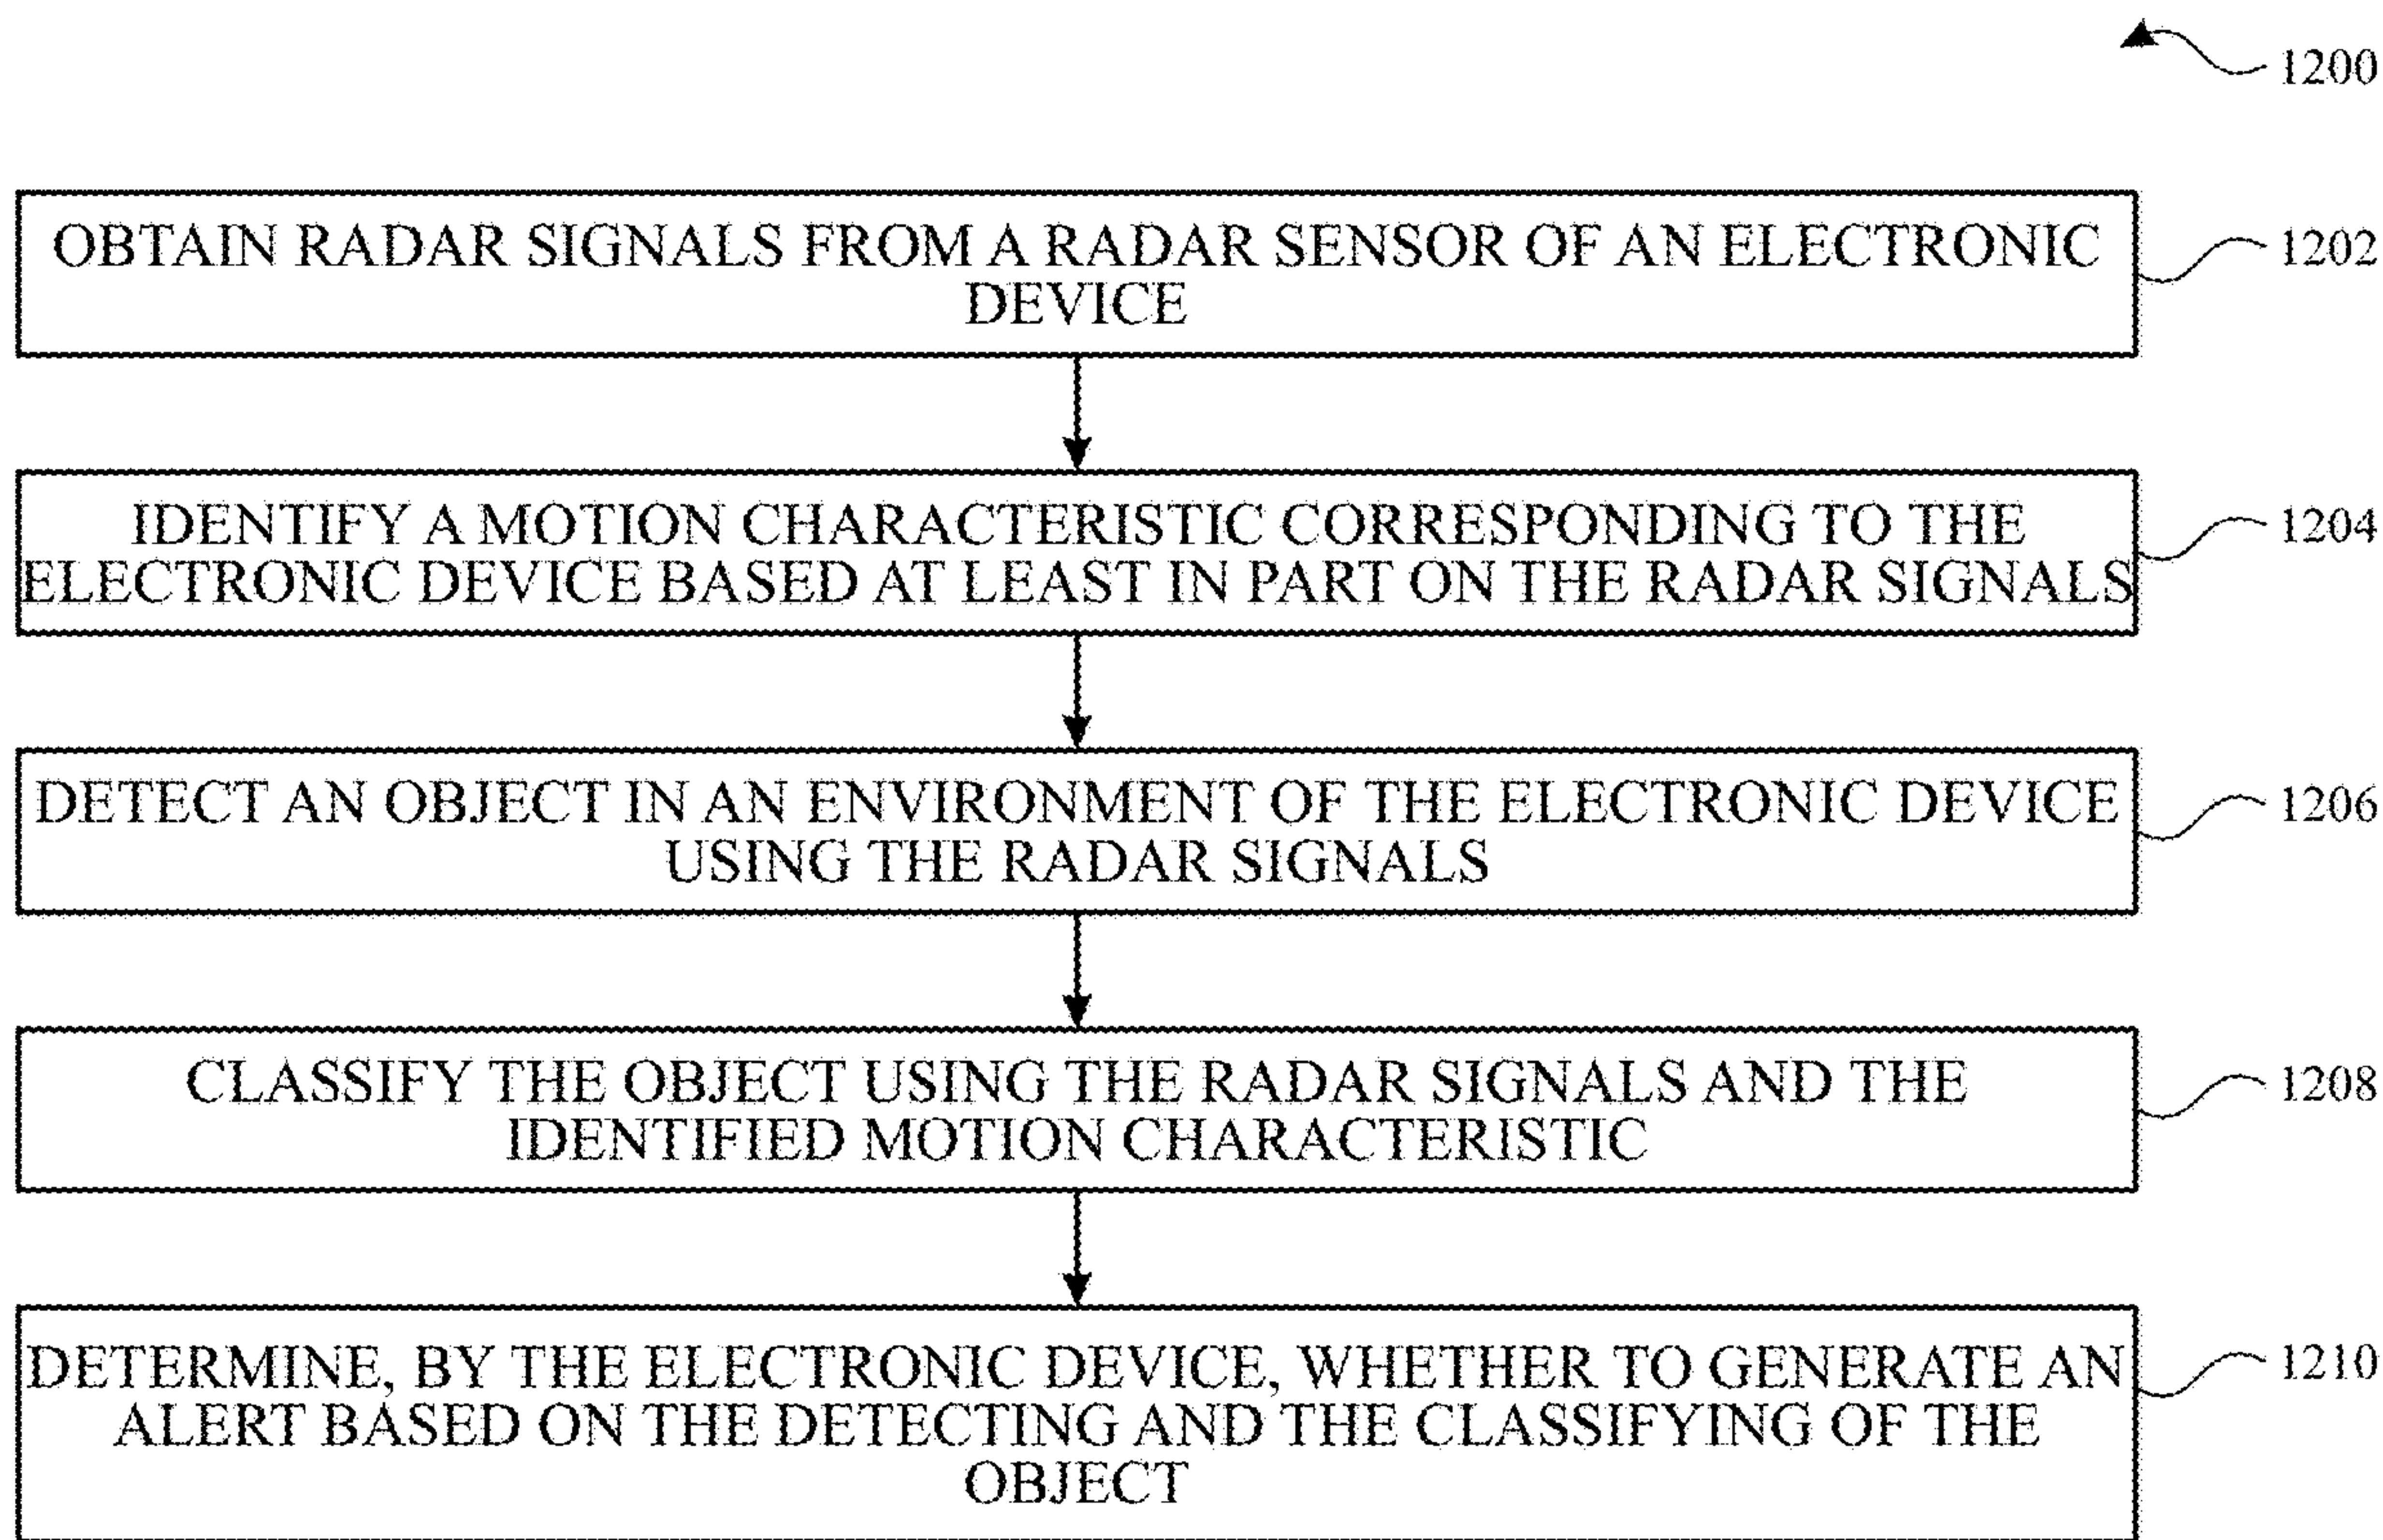 1200
OBTAIN RADAR SIGNALS FROM A RADAR SENSOR OF AN ELECTRONIC
DEVICE
1202
IDENTIFY A MOTION CHARACTERISTIC CORRESPONDING TO THE
ELECTRONIC DEVICE BASED AT LEAST IN PART ON THE RADAR SIGNALS
1204
DETECT AN OBJECT IN AN ENVIRONMENT OF THE ELECTRONIC DEVICE
USING THE RADAR SIGNALS
1206
CLASSIFY THE OBJECT USING THE RADAR SIGNALS AND THE
IDENTIFIED MOTION CHARACTERISTIC
1208
DETERMINE, BY THE ELECTRONIC DEVICE, WHETHER TO GENERATE AN
ALERT BASED ON THE DETECTING AND THE CLASSIFYING OF THE
OBJECT
1210